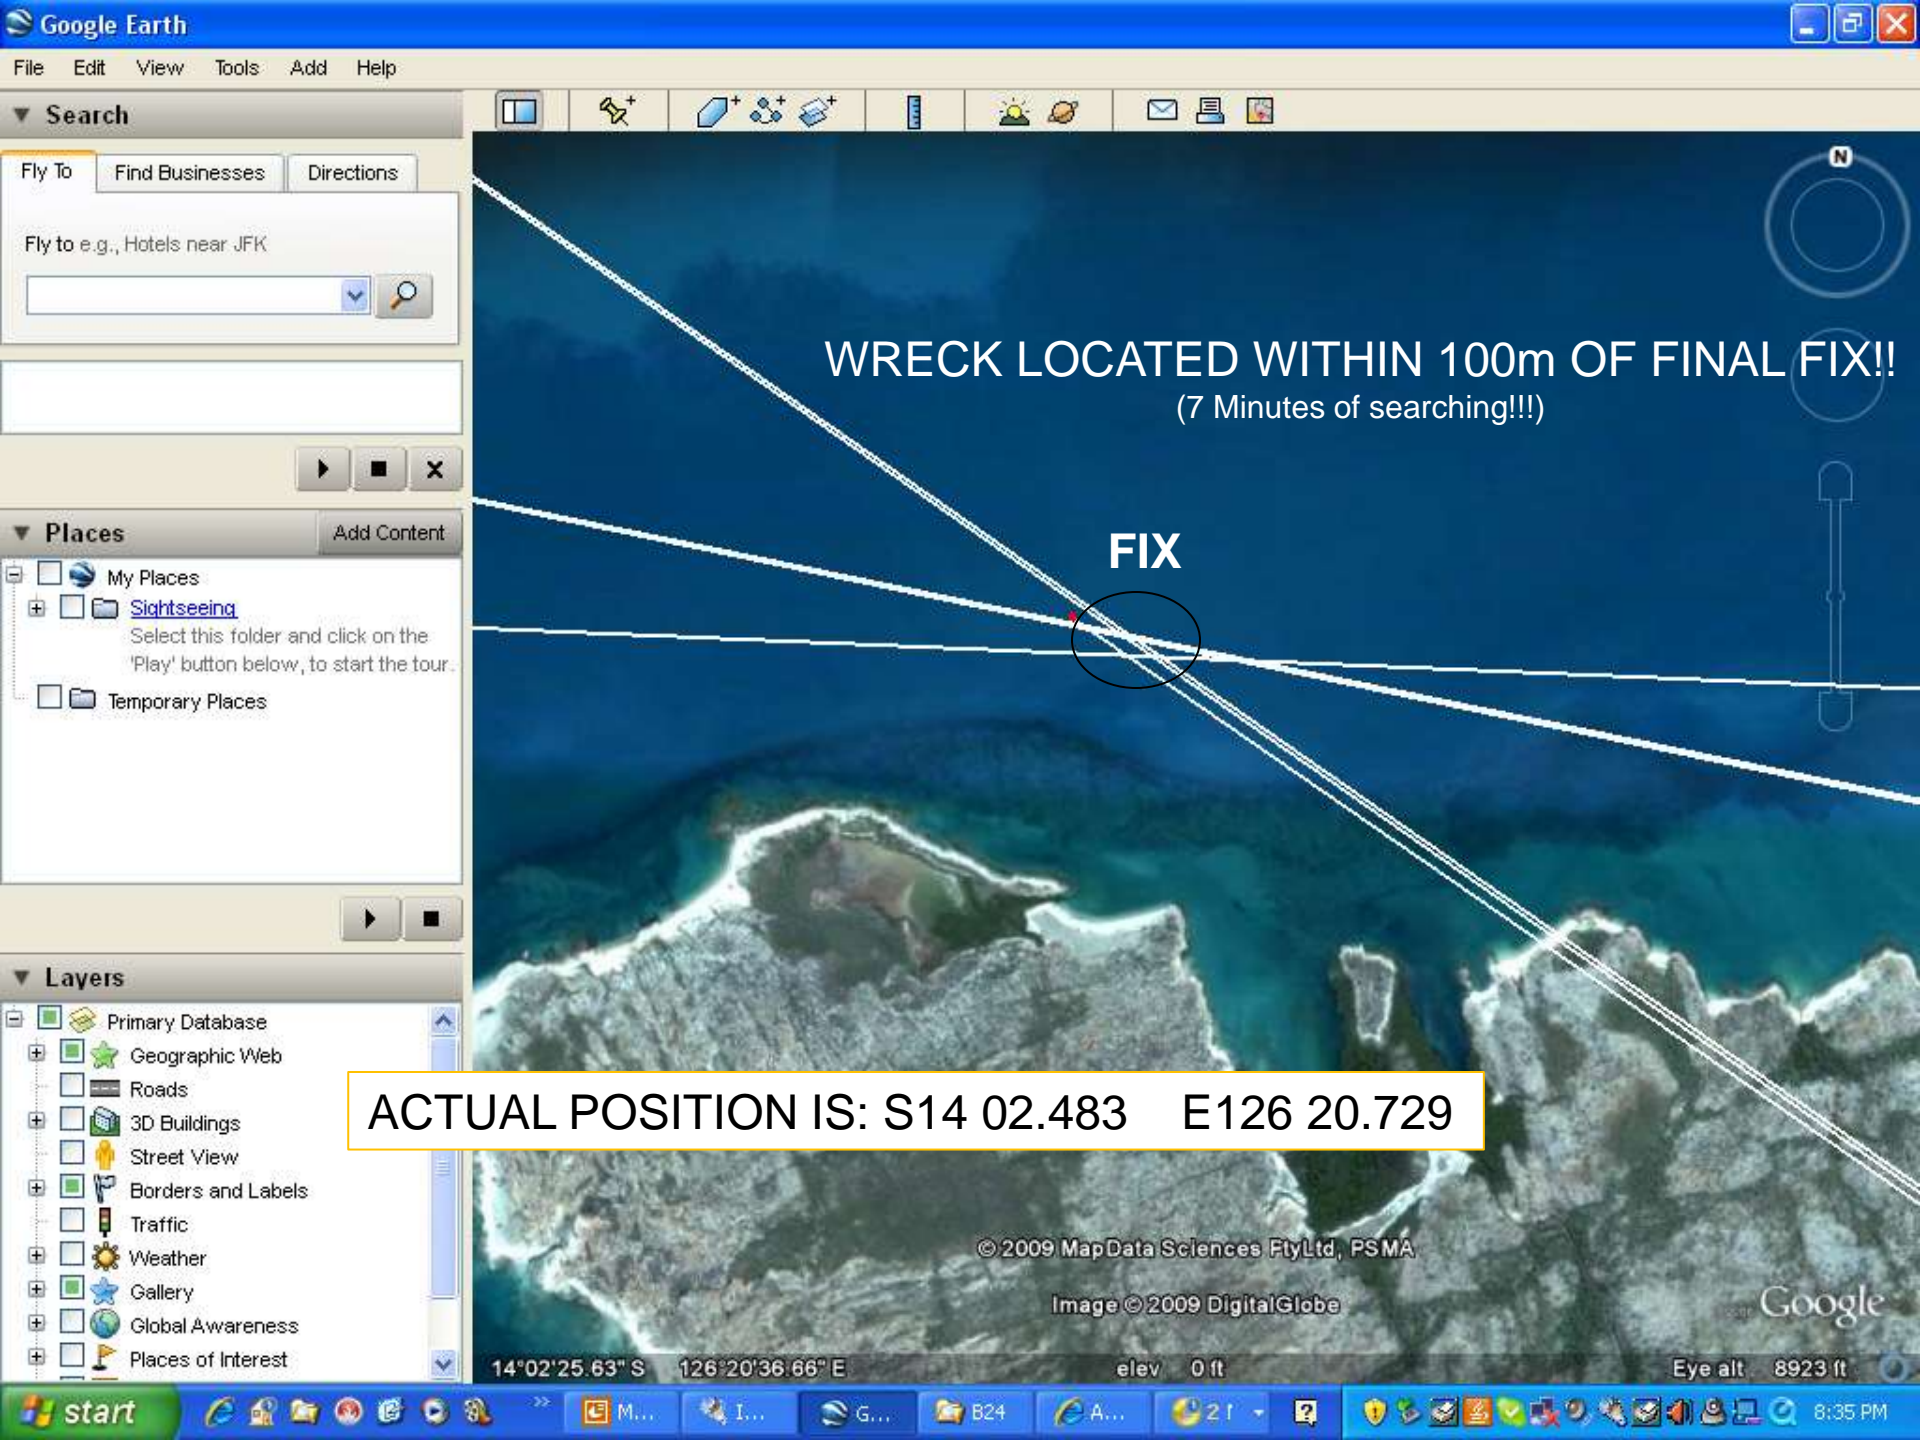 Google Earth
File Edit View Tools Add Help
Search
Fly To Find Businesses Directions
Fly to e.g., Hotels near JFK
Places Add Content
My Places
Sightseeing
Select this folder and click on the
'Play' button below, to start the tour.
Temporary Places
Layers
Primary Database
Geographic Web
Roads
3D Buildings
Street View
Borders and Labels
Traffic
Weather
Gallery
Global Awareness
Places of Interest
N
WRECK LOCATED WITHIN 100m OF FINAL FIX!!
(7 Minutes of searching!!!)
FIX
ACTUAL POSITION IS: S14 02.483 E126 20.729
© 2009 MapData Sciences PtyLtd, PSMA
Image © 2009 DigitalGlobe
Google
14°02'25.63" S 126°20'36.66" E elev 0 ft Eye alt 8923 ft
start M... I... G... B24 A... 8:35 PM